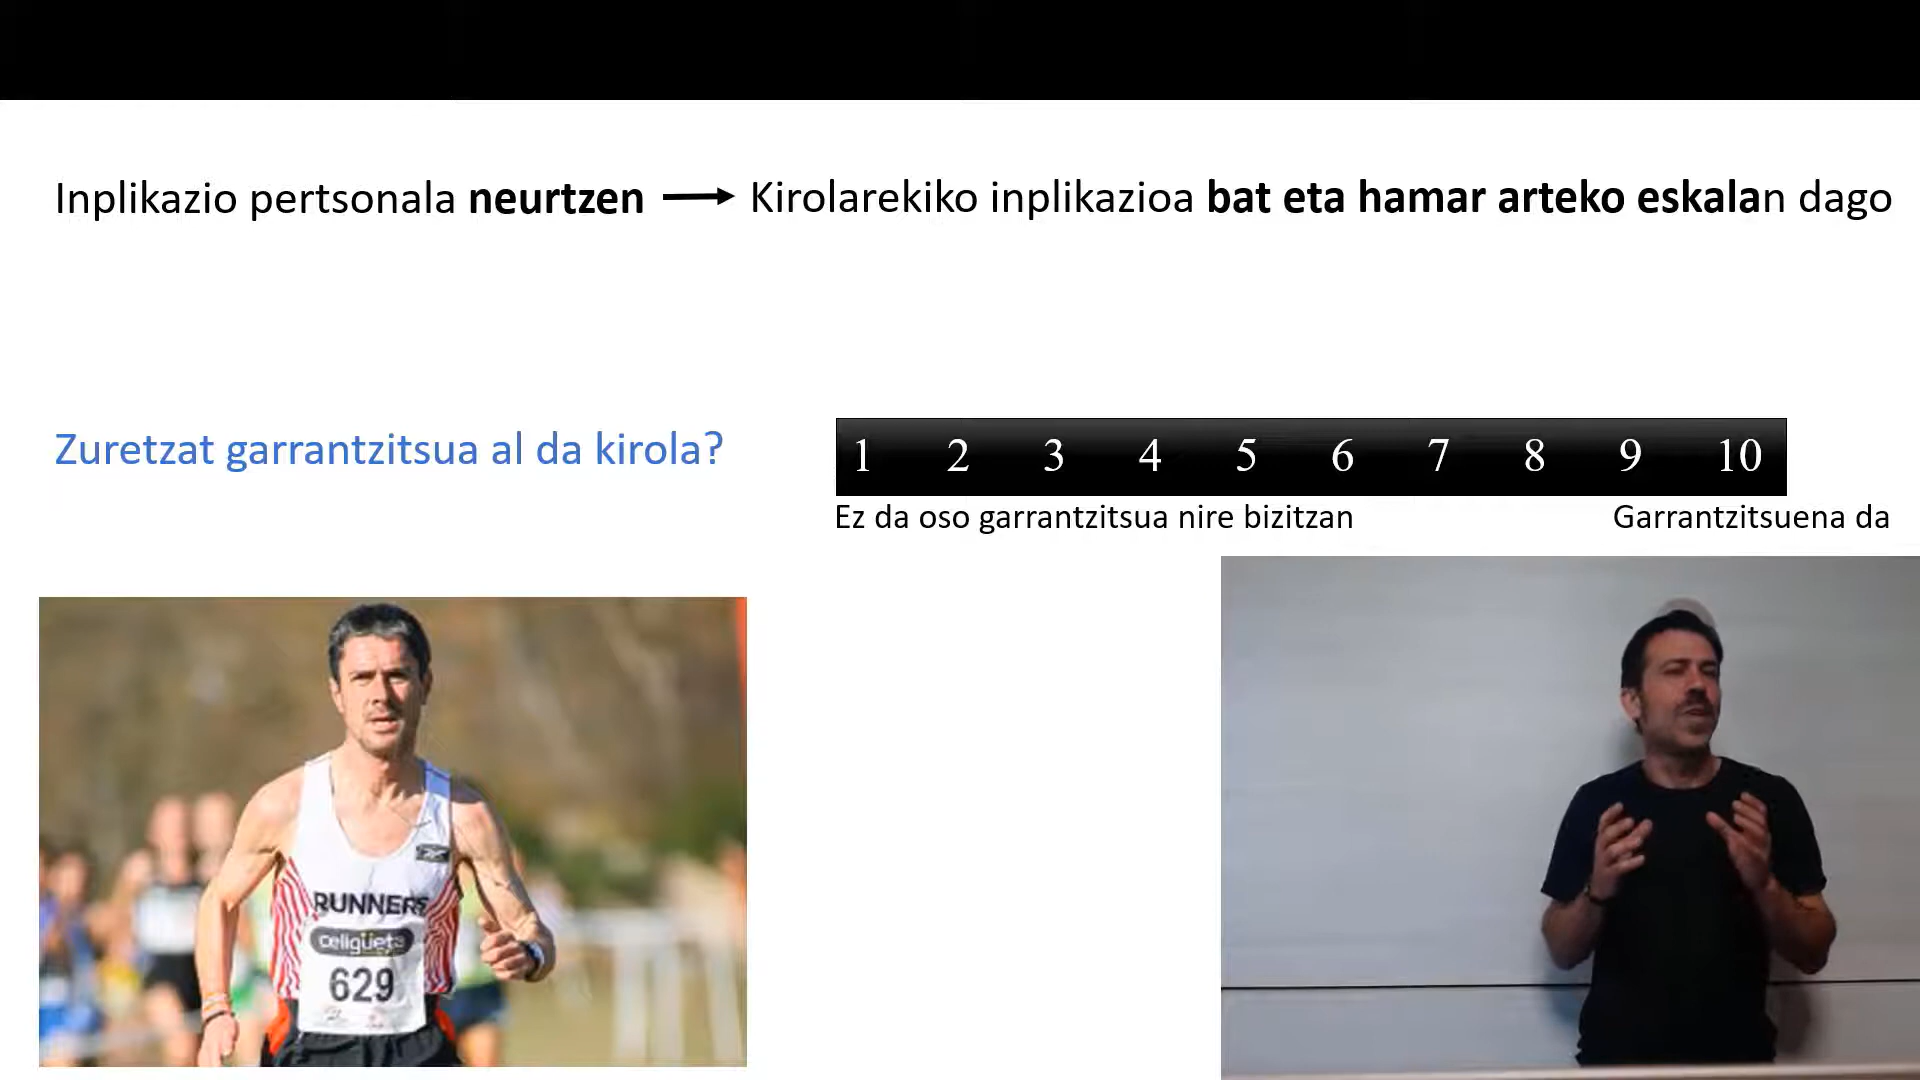 Inplikazio pertsonala neurtzen → Kirolarekiko inplikazioa bat eta hamar arteko eskalan dago
Zuretzat garrantzitsua al da kirola?
1 2 3 4 5 6 7 8 9 10
Ez da oso garrantzitsua nire bizitzan Garrantzitsuena da
RUNNERS
celigüeta
629